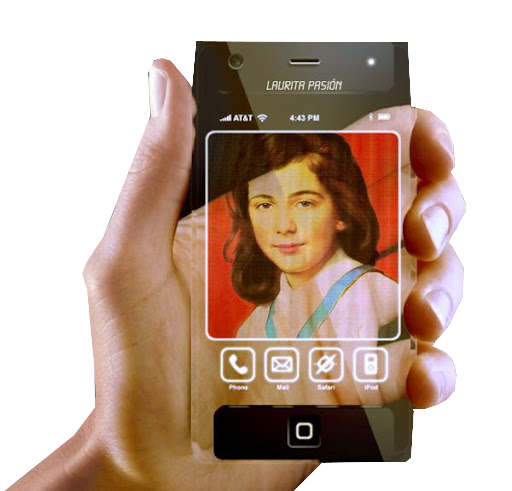 LAURITA PASIÓN
AT&T 4:43 PM
Phone Mail Safari iPod